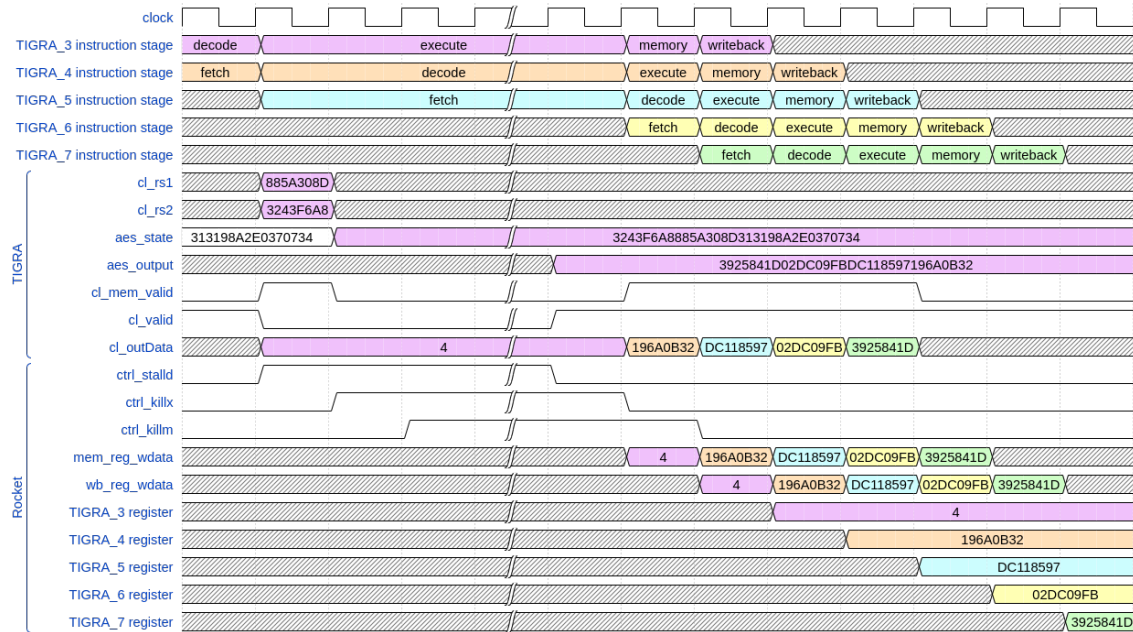 clock
TIGRA_3 instruction stage decode execute memory writeback
TIGRA_4 instruction stage fetch decode execute memory writeback
TIGRA_5 instruction stage fetch decode execute memory writeback
TIGRA_6 instruction stage fetch decode execute memory writeback
TIGRA_7 instruction stage fetch decode execute memory writeback
TIGRA
cl_rs1 885A308D
cl_rs2 3243F6A8
aes_state 313198A2E0370734 3243F6A8885A308D313198A2E0370734
aes_output 3925841D02DC09FBDC118597196A0B32
cl_mem_valid
cl_valid
cl_outData 4 196A0B32 DC118597 02DC09FB 3925841D
Rocket
ctrl_stalld
ctrl_killx
ctrl_killm
mem_reg_wdata 4 196A0B32 DC118597 02DC09FB 3925841D
wb_reg_wdata 4 196A0B32 DC118597 02DC09FB 3925841D
TIGRA_3 register 4
TIGRA_4 register 196A0B32
TIGRA_5 register DC118597
TIGRA_6 register 02DC09FB
TIGRA_7 register 3925841D